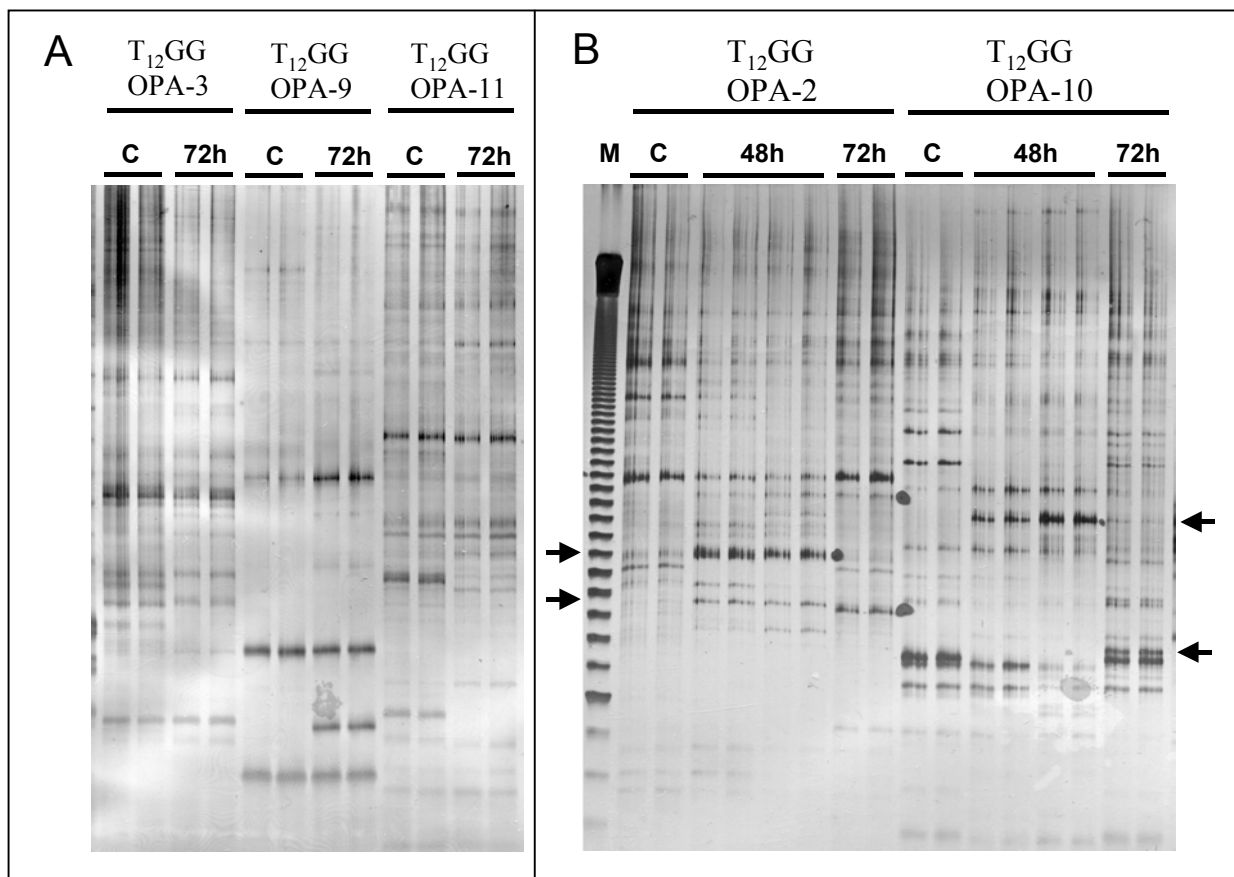 A
T₁₂GG
OPA-3
T₁₂GG
OPA-9
T₁₂GG
OPA-11
C 72h C 72h C 72h
B
T₁₂GG
OPA-2
T₁₂GG
OPA-10
M C 48h 72h C 48h 72h